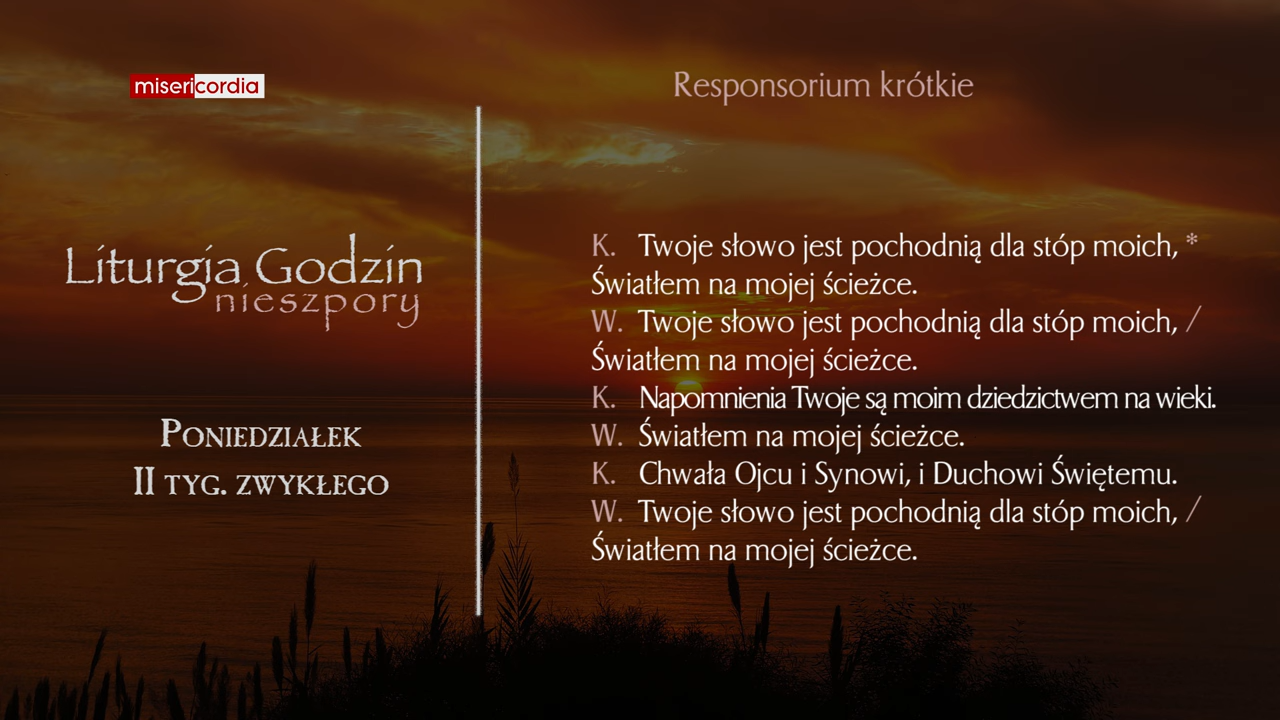 misericordia
Liturgia Godzin
nieszpory
Poniedziałek
II tyg. zwykłego
Responsorium krótkie
K. Twoje słowo jest pochodnią dla stóp moich, *
Światłem na mojej ścieżce.
W. Twoje słowo jest pochodnią dla stóp moich, /
Światłem na mojej ścieżce.
K. Napomnienia Twoje są moim dziedzictwem na wieki.
W. Światłem na mojej ścieżce.
K. Chwała Ojcu i Synowi, i Duchowi Świętemu.
W. Twoje słowo jest pochodnią dla stóp moich, /
Światłem na mojej ścieżce.